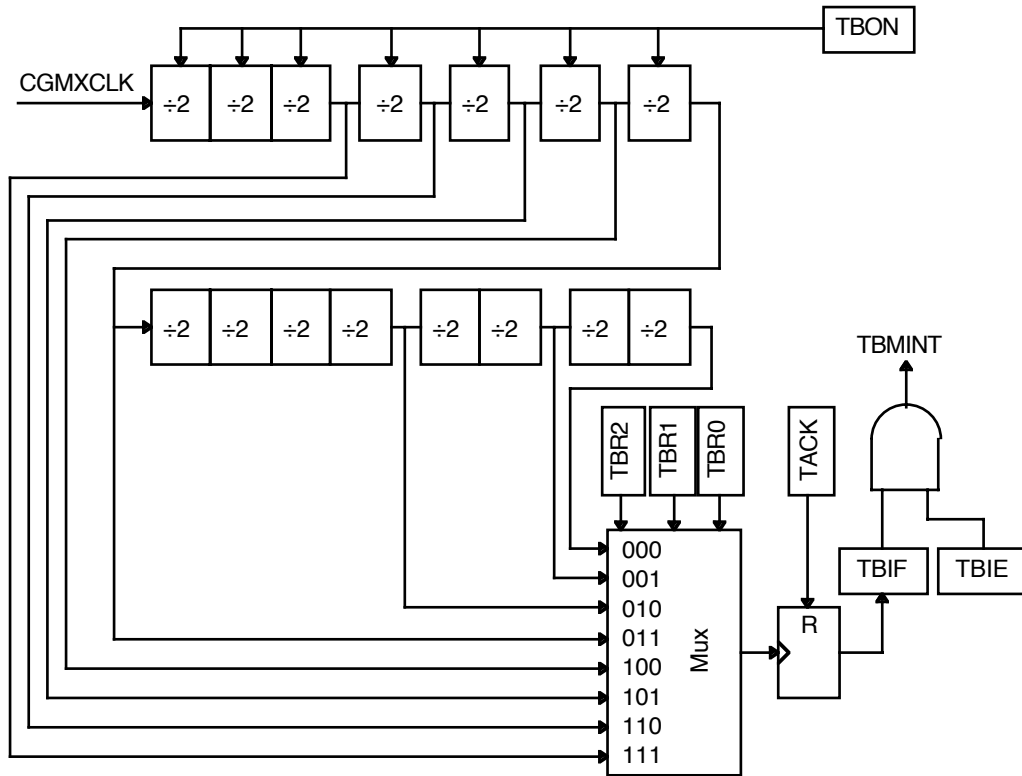 TBON
CGMXCLK
÷2 ÷2 ÷2 ÷2 ÷2 ÷2 ÷2
÷2 ÷2 ÷2 ÷2 ÷2 ÷2 ÷2 ÷2
TBMINT
TBR2 TBR1 TBR0 TACK
000
001
010
011
100
101
110
111
Mux
R
TBIF TBIE